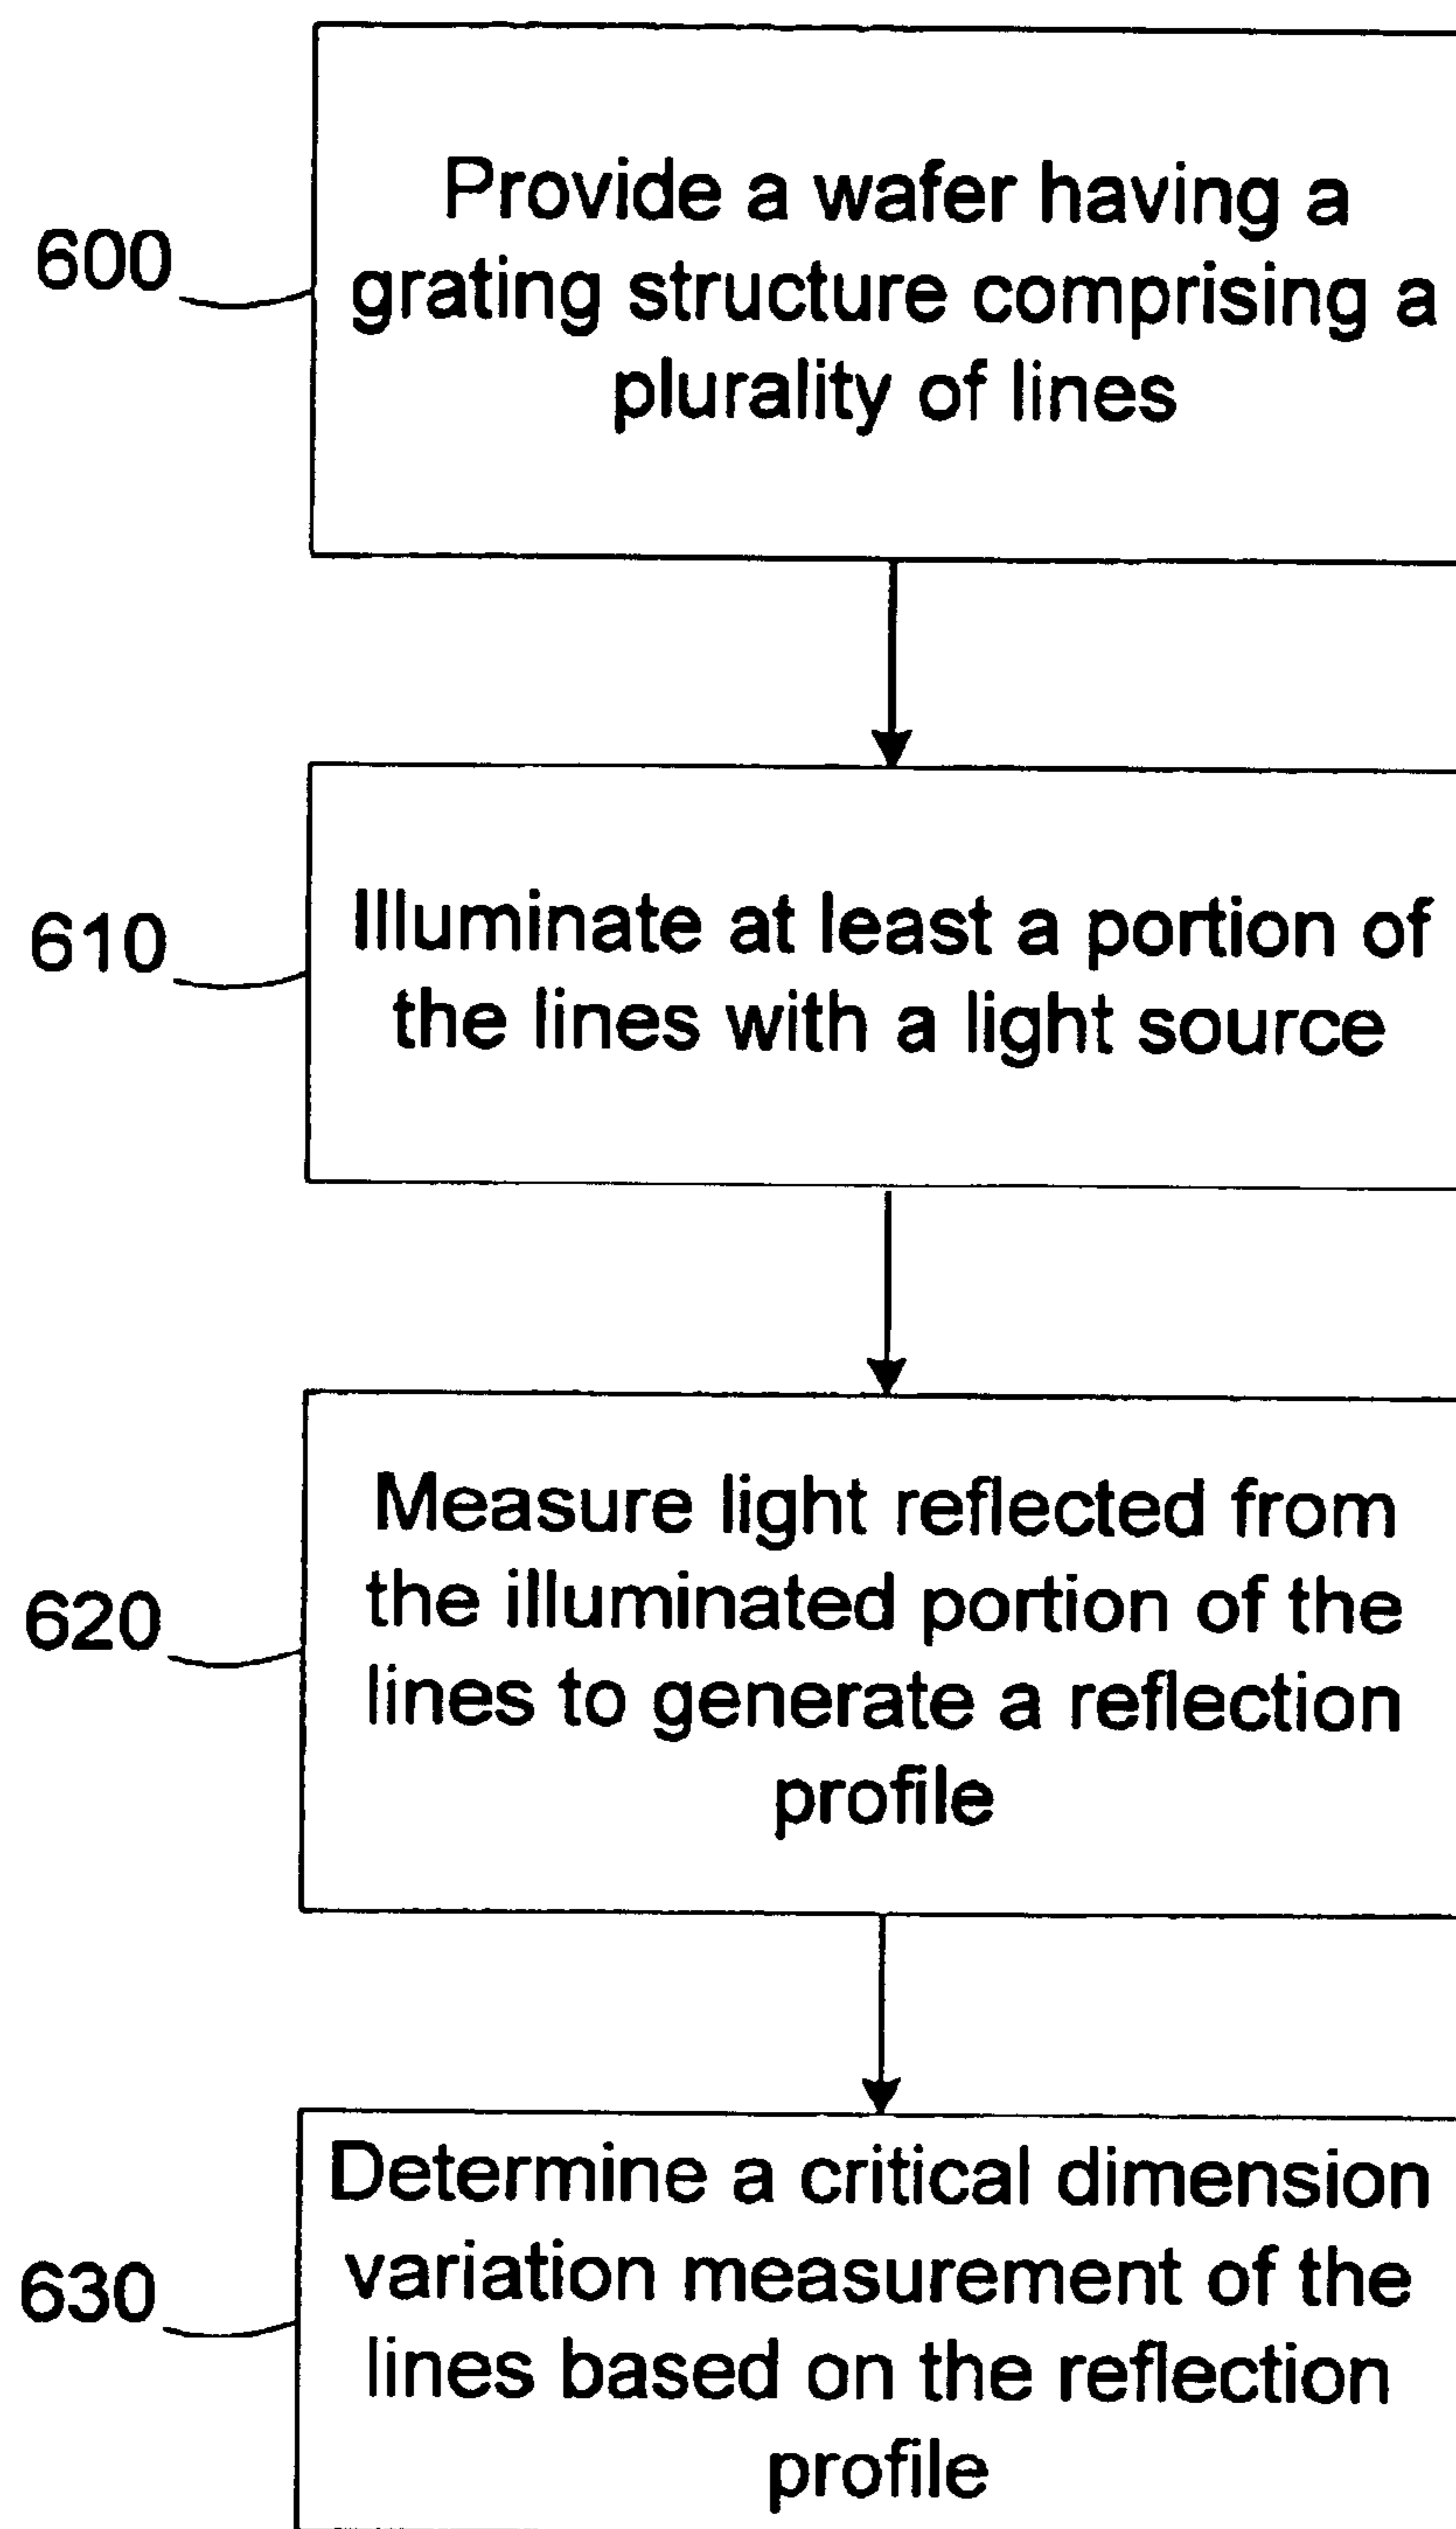 600
Provide a wafer having a
grating structure comprising a
plurality of lines
610
Illuminate at least a portion of
the lines with a light source
620
Measure light reflected from
the illuminated portion of the
lines to generate a reflection
profile
630
Determine a critical dimension
variation measurement of the
lines based on the reflection
profile